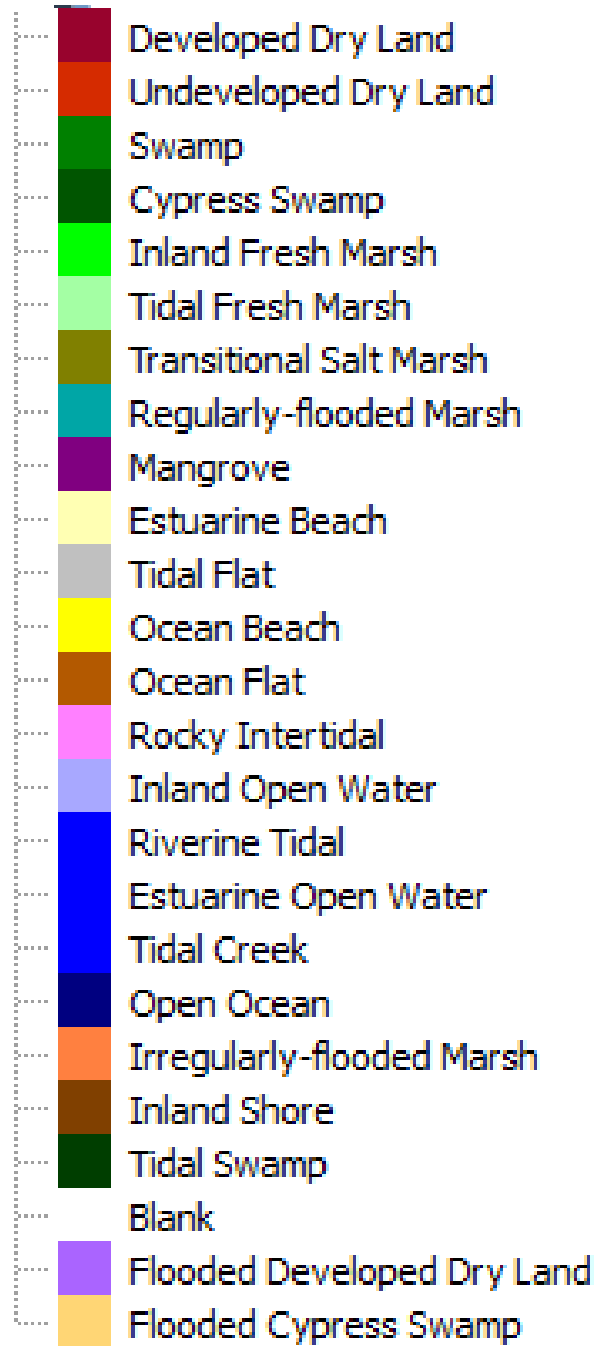 Developed Dry Land
Undeveloped Dry Land
Swamp
Cypress Swamp
Inland Fresh Marsh
Tidal Fresh Marsh
Transitional Salt Marsh
Regularly-flooded Marsh
Mangrove
Estuarine Beach
Tidal Flat
Ocean Beach
Ocean Flat
Rocky Intertidal
Inland Open Water
Riverine Tidal
Estuarine Open Water
Tidal Creek
Open Ocean
Irregularly-flooded Marsh
Inland Shore
Tidal Swamp
Blank
Flooded Developed Dry Land
Flooded Cypress Swamp